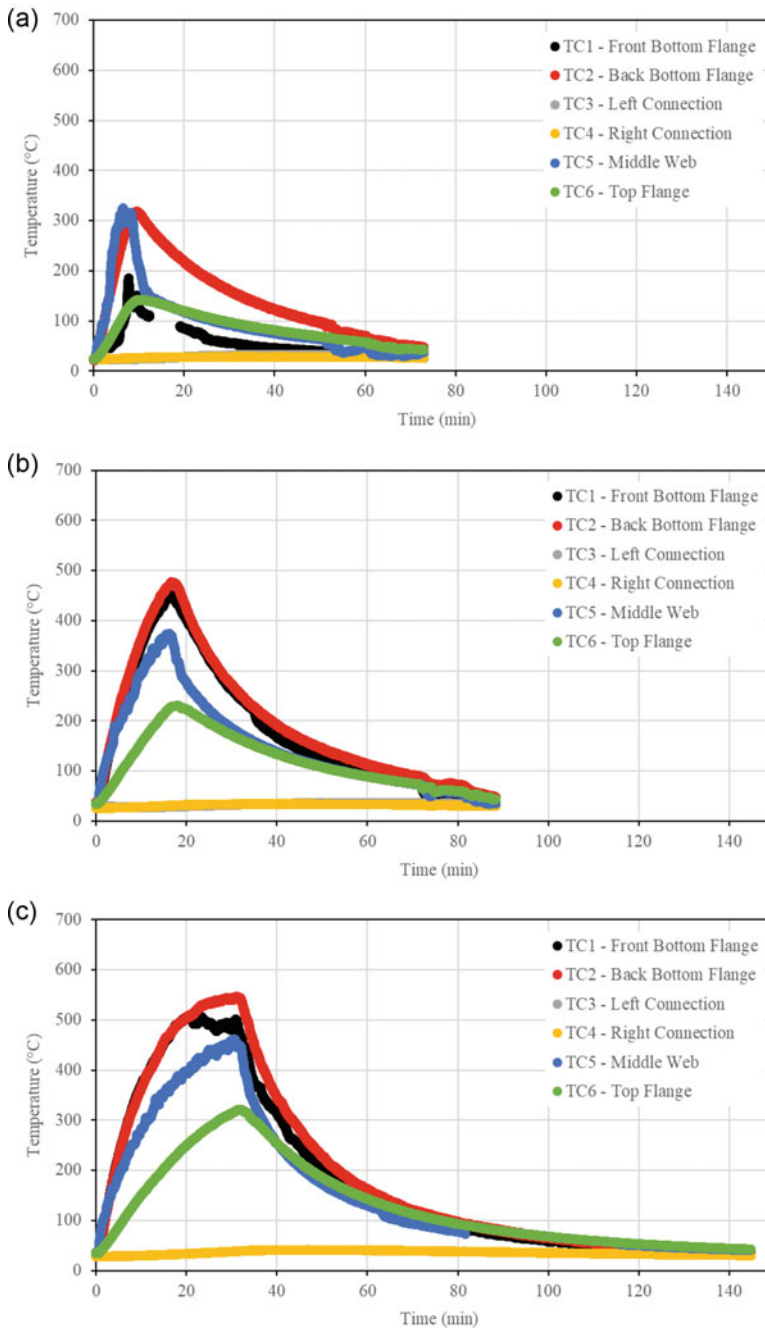 (a)
700
600
500
400
300
200
100
0
Temperature (°C)
TC1 - Front Bottom Flange
TC2 - Back Bottom Flange
TC3 - Left Connection
TC4 - Right Connection
TC5 - Middle Web
TC6 - Top Flange
0 20 40 60 80 100 120 140
Time (min)
(b)
700
600
500
400
300
200
100
0
Temperature (°C)
TC1 - Front Bottom Flange
TC2 - Back Bottom Flange
TC3 - Left Connection
TC4 - Right Connection
TC5 - Middle Web
TC6 - Top Flange
0 20 40 60 80 100 120 140
Time (min)
(c)
700
600
500
400
300
200
100
0
Temperature (°C)
TC1 - Front Bottom Flange
TC2 - Back Bottom Flange
TC3 - Left Connection
TC4 - Right Connection
TC5 - Middle Web
TC6 - Top Flange
0 20 40 60 80 100 120 140
Time (min)